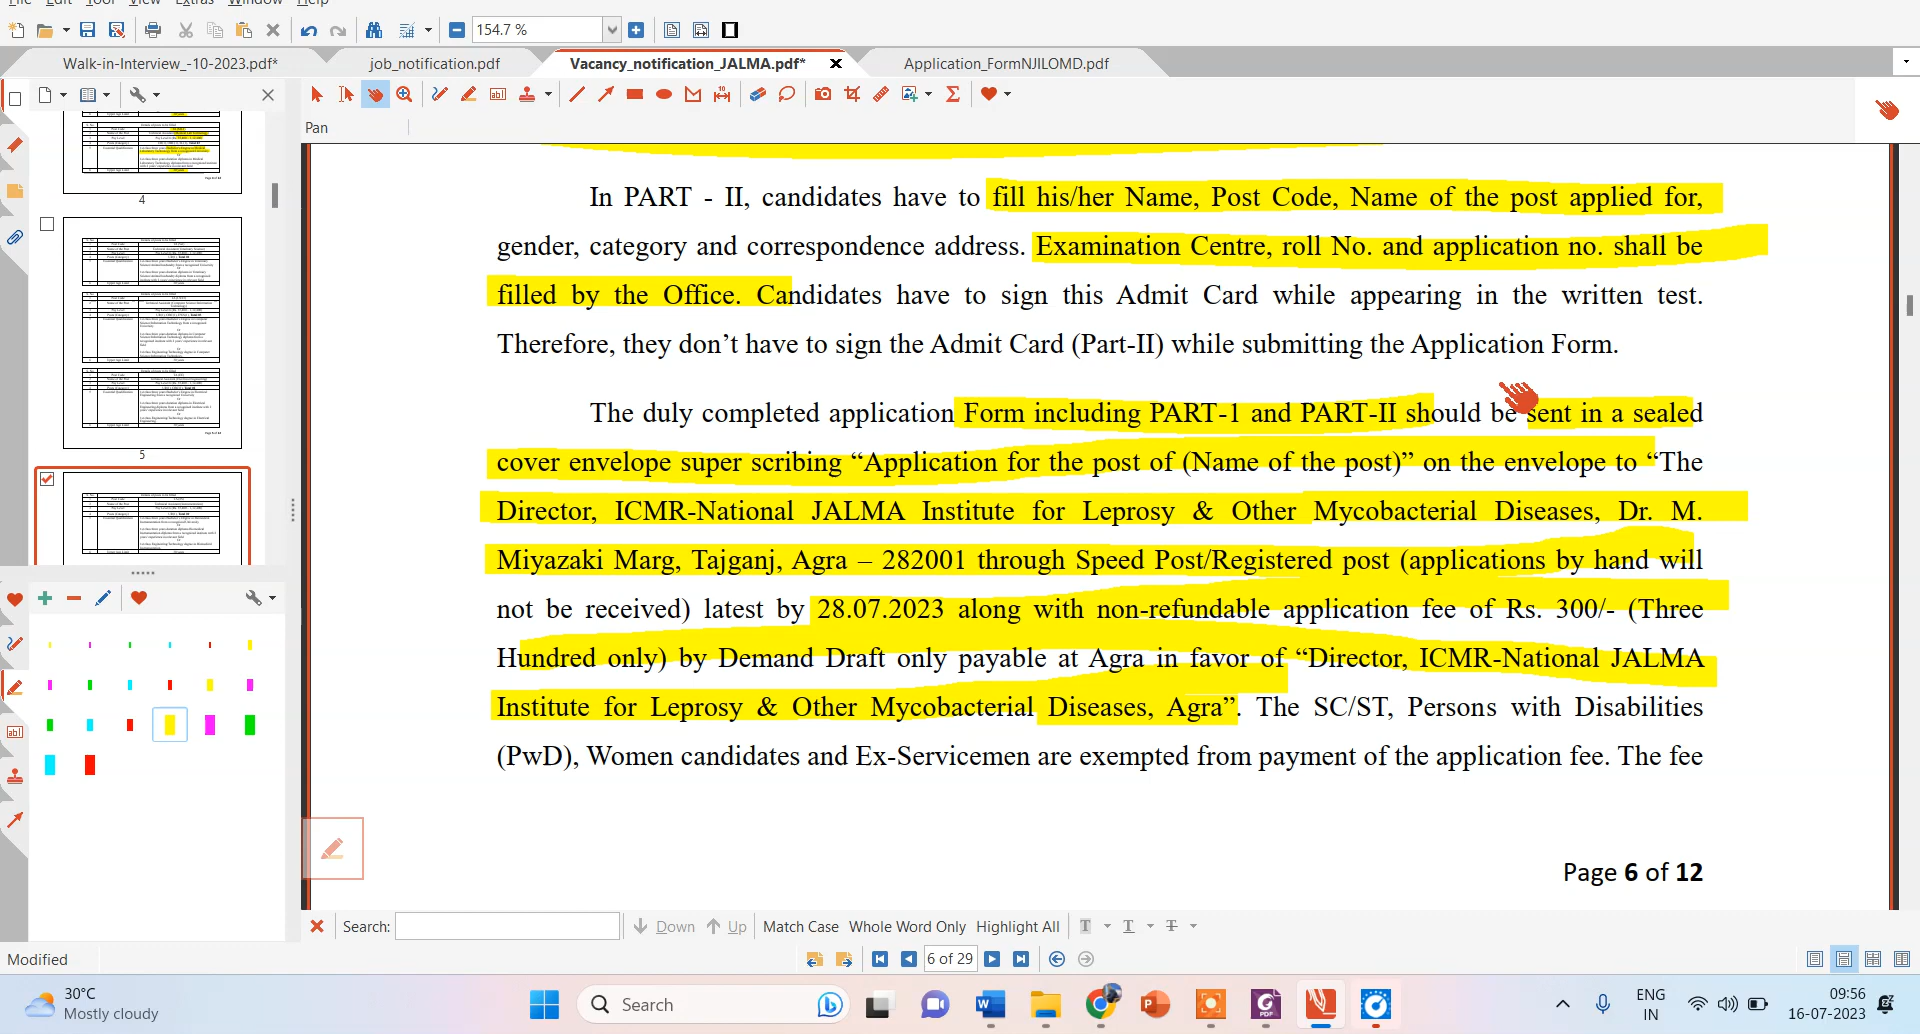 File Edit Tool View Extras Window Help
154.7 %
Walk-in-Interview_-10-2023.pdf*
job_notification.pdf
Vacancy_notification_JALMA.pdf*
Application_FormNJILOMD.pdf
Pan
4
5
In PART - II, candidates have to fill his/her Name, Post Code, Name of the post applied for,
gender, category and correspondence address. Examination Centre, roll No. and application no. shall be
filled by the Office. Candidates have to sign this Admit Card while appearing in the written test.
Therefore, they don’t have to sign the Admit Card (Part-II) while submitting the Application Form.
The duly completed application Form including PART-1 and PART-II should be sent in a sealed
cover envelope super scribing “Application for the post of (Name of the post)” on the envelope to “The
Director, ICMR-National JALMA Institute for Leprosy & Other Mycobacterial Diseases, Dr. M.
Miyazaki Marg, Tajganj, Agra – 282001 through Speed Post/Registered post (applications by hand will
not be received) latest by 28.07.2023 along with non-refundable application fee of Rs. 300/- (Three
Hundred only) by Demand Draft only payable at Agra in favor of “Director, ICMR-National JALMA
Institute for Leprosy & Other Mycobacterial Diseases, Agra”. The SC/ST, Persons with Disabilities
(PwD), Women candidates and Ex-Servicemen are exempted from payment of the application fee. The fee
Page 6 of 12
Search:
Down Up Match Case Whole Word Only Highlight All
Modified
6 of 29
30°C
Mostly cloudy
Search
ENG
IN
09:56
16-07-2023